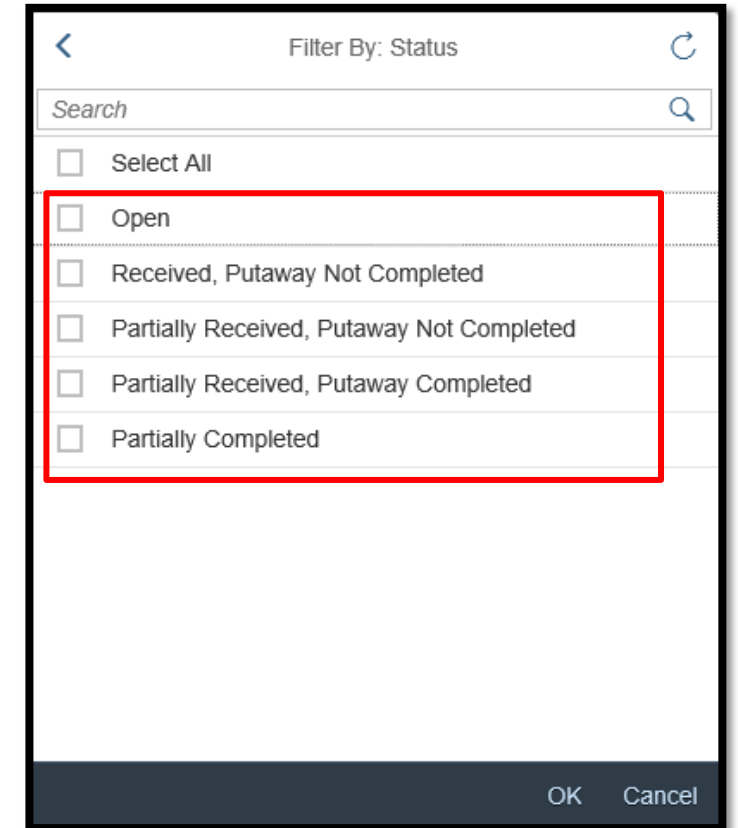 Filter By: Status
Search
Select All
Open
Received, Putaway Not Completed
Partially Received, Putaway Not Completed
Partially Received, Putaway Completed
Partially Completed
OK Cancel